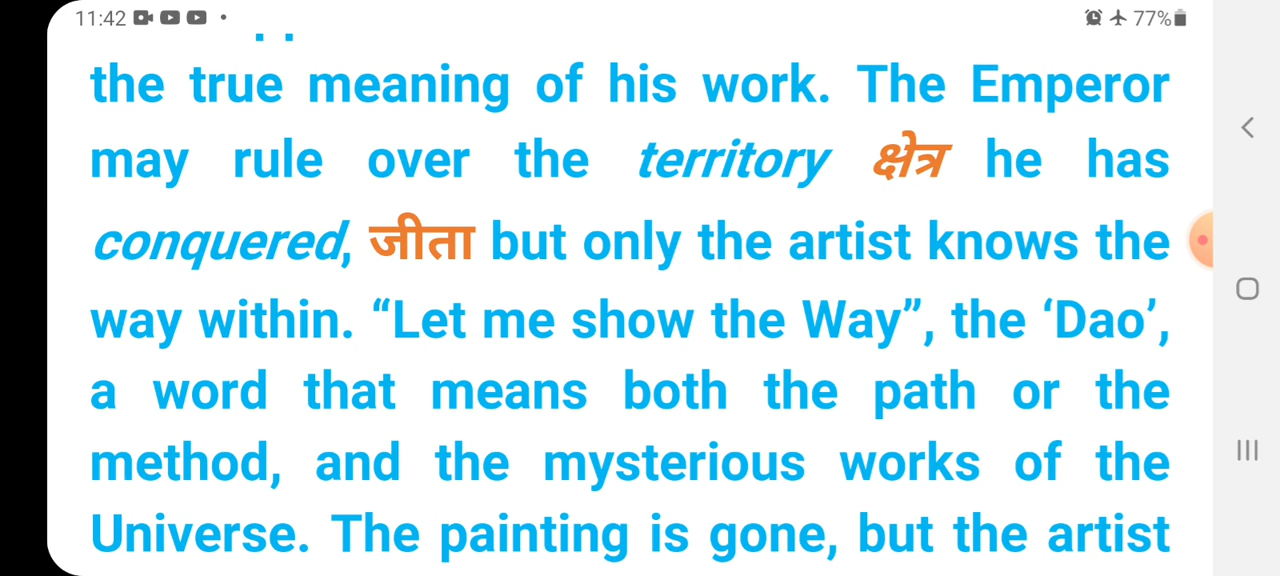 11:42
77%
the true meaning of his work. The Emperor
may rule over the territory क्षेत्र he has
conquered, जीता but only the artist knows the
way within. “Let me show the Way”, the ‘Dao’,
a word that means both the path or the
method, and the mysterious works of the
Universe. The painting is gone, but the artist